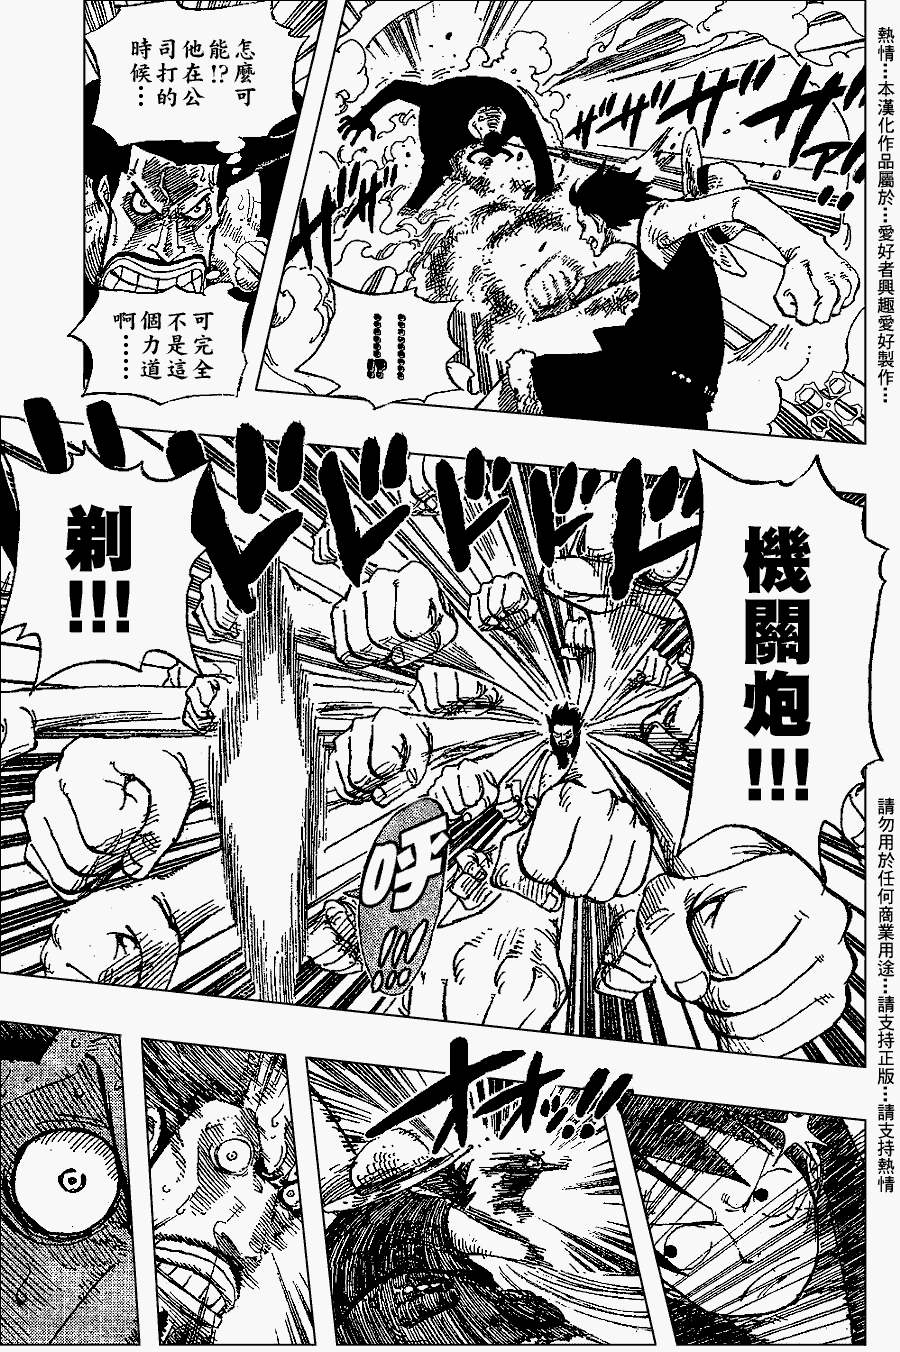 熱情…本漢化作品屬於…愛好者興趣愛好製作…
請勿用於任何商業用途…請支持正版…請支持熱情
ザザザザァ!!
ザザザ
怎麼可
能!?
他在公
司打的
時候…
可完全
不是這
個力道
啊……
機關炮!!!
ドドドドドド
呼!!!
剃!!!
オオッ!!!